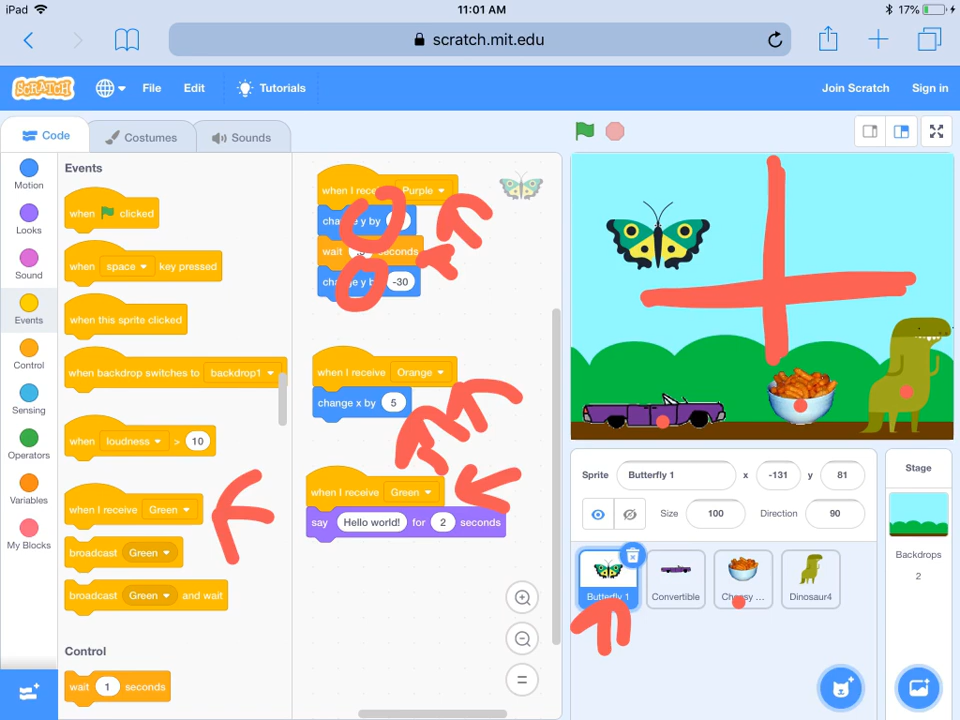 iPad 11:01 AM 17%
scratch.mit.edu
SCRATCH File Edit Tutorials Join Scratch Sign in
Code Costumes Sounds
Motion
Looks
Sound
Events
Control
Sensing
Operators
Variables
My Blocks
Events
when clicked
when space key pressed
when this sprite clicked
when backdrop switches to backdrop1
when loudness > 10
when I receive Green
broadcast Green
broadcast Green and wait
Control
wait 1 seconds
when I receive Purple
change y by
wait seconds
change y by -30
when I receive Orange
change x by 5
when I receive Green
say Hello world! for 2 seconds
Sprite Butterfly 1 x -131 y 81
Size 100 Direction 90
Butterfly 1 Convertible Cheesy ... Dinosaur4
Stage
Backdrops
2